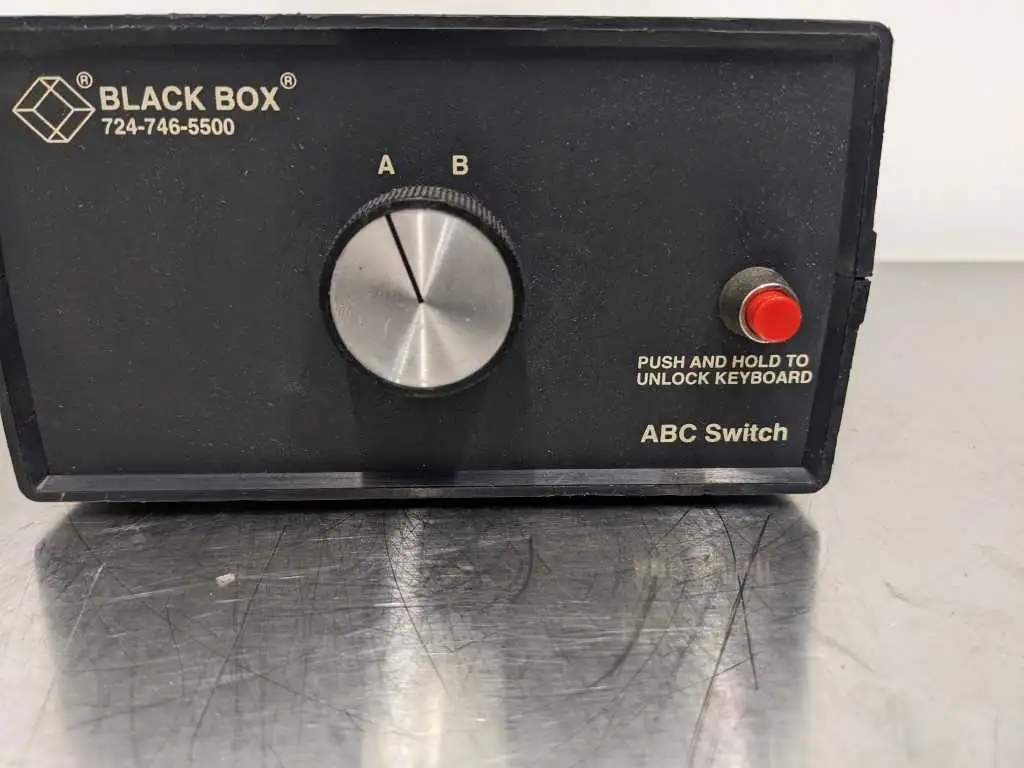 ® BLACK BOX®
724-746-5500
A B
PUSH AND HOLD TO
UNLOCK KEYBOARD
ABC Switch